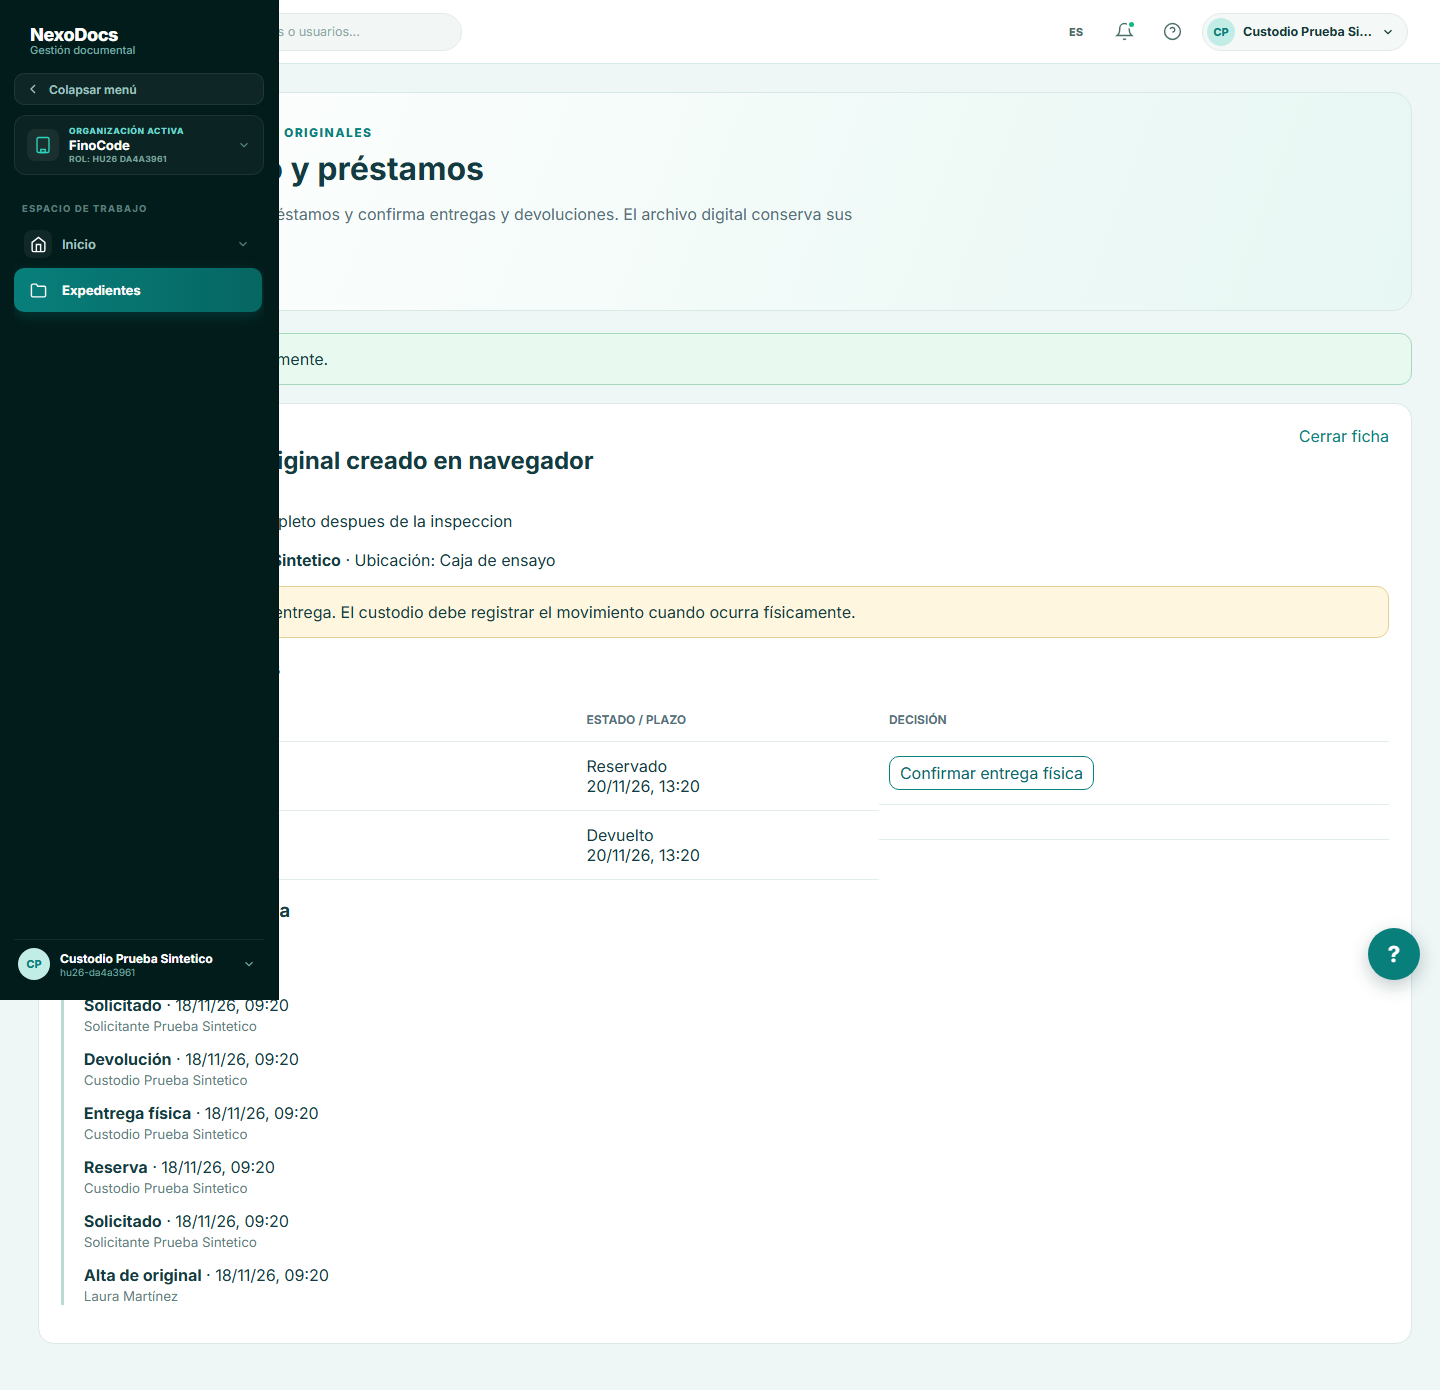 NexoDocs
Gestión documental
Colapsar menú
ORGANIZACIÓN ACTIVA
FinoCode
ROL: HU26 DA4A3961
ESPACIO DE TRABAJO
Inicio
Expedientes
Custodio Prueba Sintetico
CP
hu26-da4a3961
s o usuarios...
ES
CP
Custodio Prueba Si...
ORIGINALES
y préstamos
éstamos y confirma entregas y devoluciones. El archivo digital conserva sus
mente.
Cerrar ficha
iginal creado en navegador
pleto despues de la inspeccion
Sintetico · Ubicación: Caja de ensayo
entrega. El custodio debe registrar el movimiento cuando ocurra físicamente.
ESTADO / PLAZO
DECISIÓN
Reservado
20/11/26, 13:20
Confirmar entrega física
Devuelto
20/11/26, 13:20
a
?
Solicitado · 18/11/26, 09:20
Solicitante Prueba Sintetico
Devolución · 18/11/26, 09:20
Custodio Prueba Sintetico
Entrega física · 18/11/26, 09:20
Custodio Prueba Sintetico
Reserva · 18/11/26, 09:20
Custodio Prueba Sintetico
Solicitado · 18/11/26, 09:20
Solicitante Prueba Sintetico
Alta de original · 18/11/26, 09:20
Laura Martínez